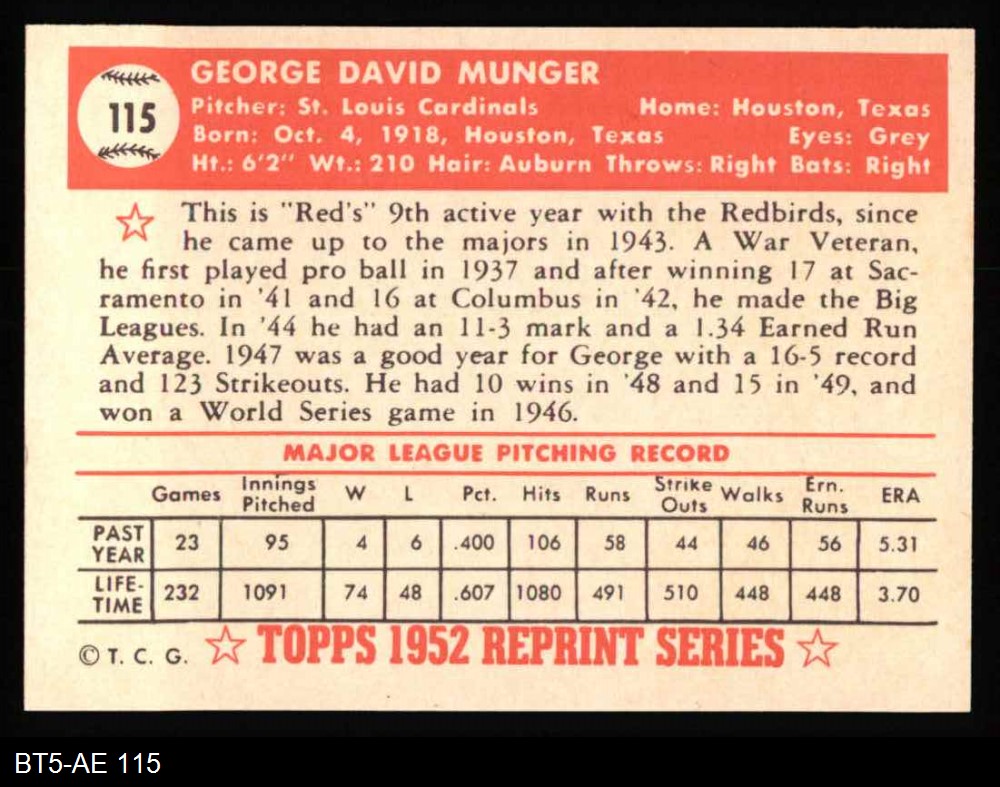 115
GEORGE DAVID MUNGER
Pitcher: St. Louis Cardinals Home: Houston, Texas
Born: Oct. 4, 1918, Houston, Texas Eyes: Grey
Ht.: 6'2" Wt.: 210 Hair: Auburn Throws: Right Bats: Right
This is "Red's" 9th active year with the Redbirds, since
he came up to the majors in 1943. A War Veteran,
he first played pro ball in 1937 and after winning 17 at Sac-
ramento in '41 and 16 at Columbus in '42, he made the Big
Leagues. In '44 he had an 11-3 mark and a 1.34 Earned Run
Average. 1947 was a good year for George with a 16-5 record
and 123 Strikeouts. He had 10 wins in '48 and 15 in '49, and
won a World Series game in 1946.
MAJOR LEAGUE PITCHING RECORD
Games Innings Pitched W L Pct. Hits Runs Strike Outs Walks Ern. Runs ERA
PAST YEAR 23 95 4 6 .400 106 58 44 46 56 5.31
LIFE-TIME 232 1091 74 48 .607 1080 491 510 448 448 3.70
© T. C. G. TOPPS 1952 REPRINT SERIES
BT5-AE 115